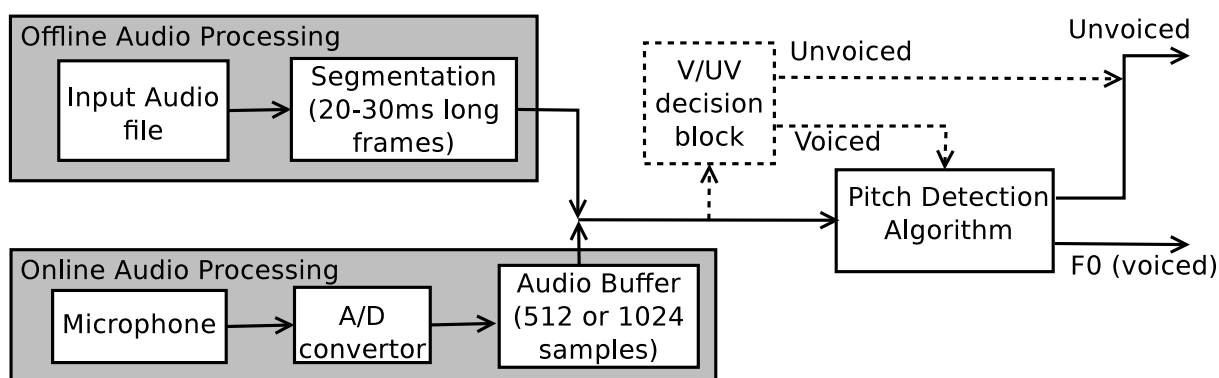 Offline Audio Processing
Input Audio
file
Segmentation
(20-30ms long
frames)
V/UV
decision
block
Unvoiced
Voiced
Unvoiced
Pitch Detection
Algorithm
F0 (voiced)
Online Audio Processing
Microphone
A/D
convertor
Audio Buffer
(512 or 1024
samples)